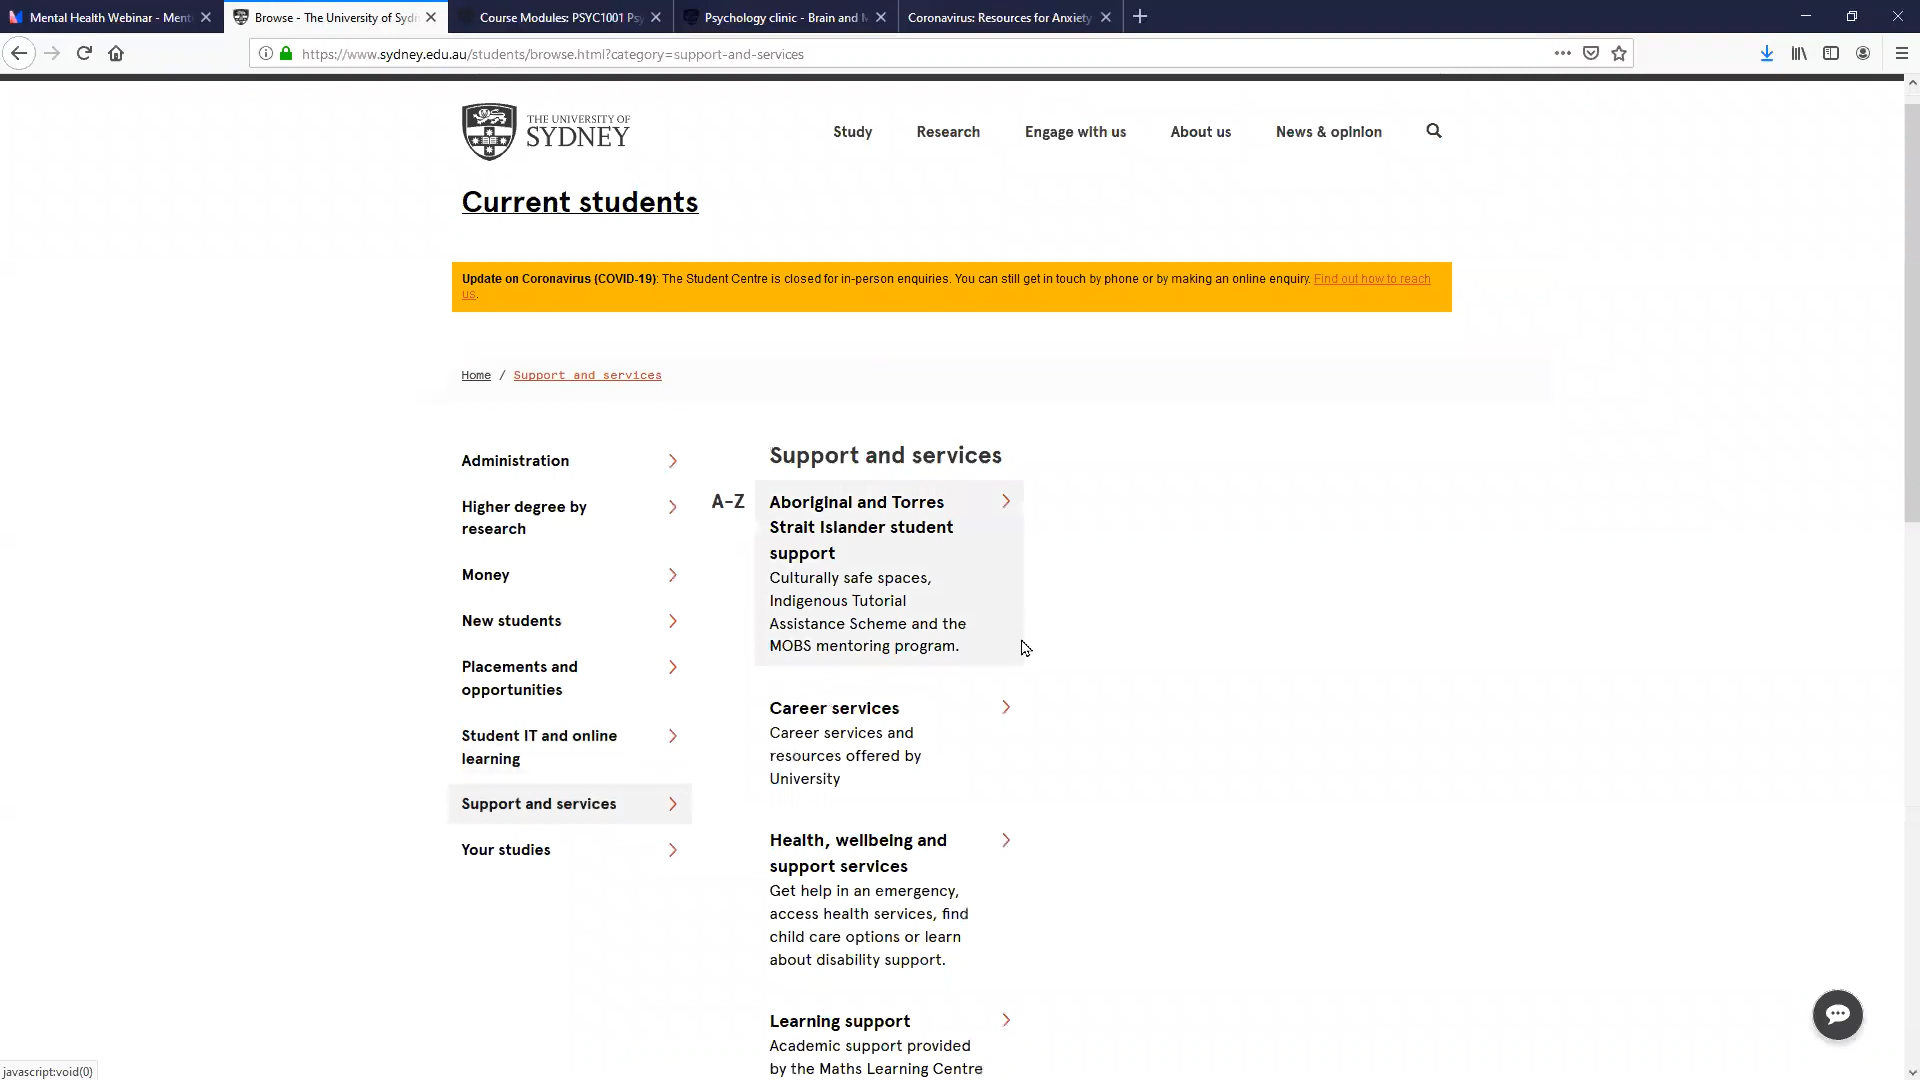 Mental Health Webinar - Ment
Browse - The University of Sydn
Course Modules: PSYC1001 Psy
Psychology clinic - Brain and M
Coronavirus: Resources for Anxiety
https://www.sydney.edu.au/students/browse.html?category=support-and-services
THE UNIVERSITY OF
SYDNEY
Study
Research
Engage with us
About us
News & opinion
Current students
Update on Coronavirus (COVID-19): The Student Centre is closed for in-person enquiries. You can still get in touch by phone or by making an online enquiry. Find out how to reach
us.
Home / Support and services
Administration
Higher degree by
research
Money
New students
Placements and
opportunities
Student IT and online
learning
Support and services
Your studies
Support and services
A–Z
Aboriginal and Torres
Strait Islander student
support
Culturally safe spaces,
Indigenous Tutorial
Assistance Scheme and the
MOBS mentoring program.
Career services
Career services and
resources offered by
University
Health, wellbeing and
support services
Get help in an emergency,
access health services, find
child care options or learn
about disability support.
Learning support
Academic support provided
by the Maths Learning Centre
javascript:void(0)